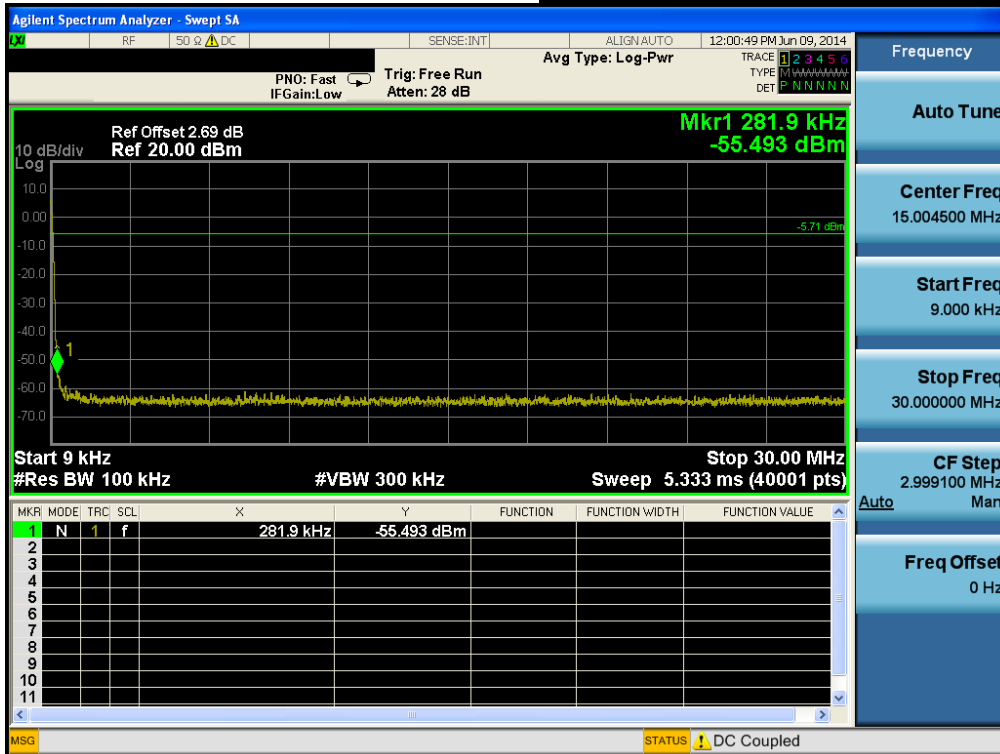 Agilent Spectrum Analyzer - Swept SA
LXI RF 50 Ω DC SENSE:INT ALIGN AUTO 12:00:49 PM Jun 09, 2014
Frequency
Avg Type: Log-Pwr
TRACE 1 2 3 4 5 6
PNO: Fast Trig: Free Run
TYPE M
IFGain:Low Atten: 28 dB
DET P N N N N N
Auto Tune
Mkr1 281.9 kHz
Ref Offset 2.69 dB
10 dB/div Ref 20.00 dBm
-55.493 dBm
Log
10.0
0.00
-5.71 dBm
-10.0
-20.0
-30.0
-40.0
-50.0
1
-60.0
-70.0
Start 9 kHz Stop 30.00 MHz
#Res BW 100 kHz #VBW 300 kHz Sweep 5.333 ms (40001 pts)
Center Freq
15.004500 MHz
Start Freq
9.000 kHz
Stop Freq
30.000000 MHz
CF Step
2.999100 MHz
Auto Man
Freq Offset
0 Hz
MKR MODE TRC SCL X Y FUNCTION FUNCTION WIDTH FUNCTION VALUE
1 N 1 f 281.9 kHz -55.493 dBm
2
3
4
5
6
7
8
9
10
11
MSG STATUS DC Coupled